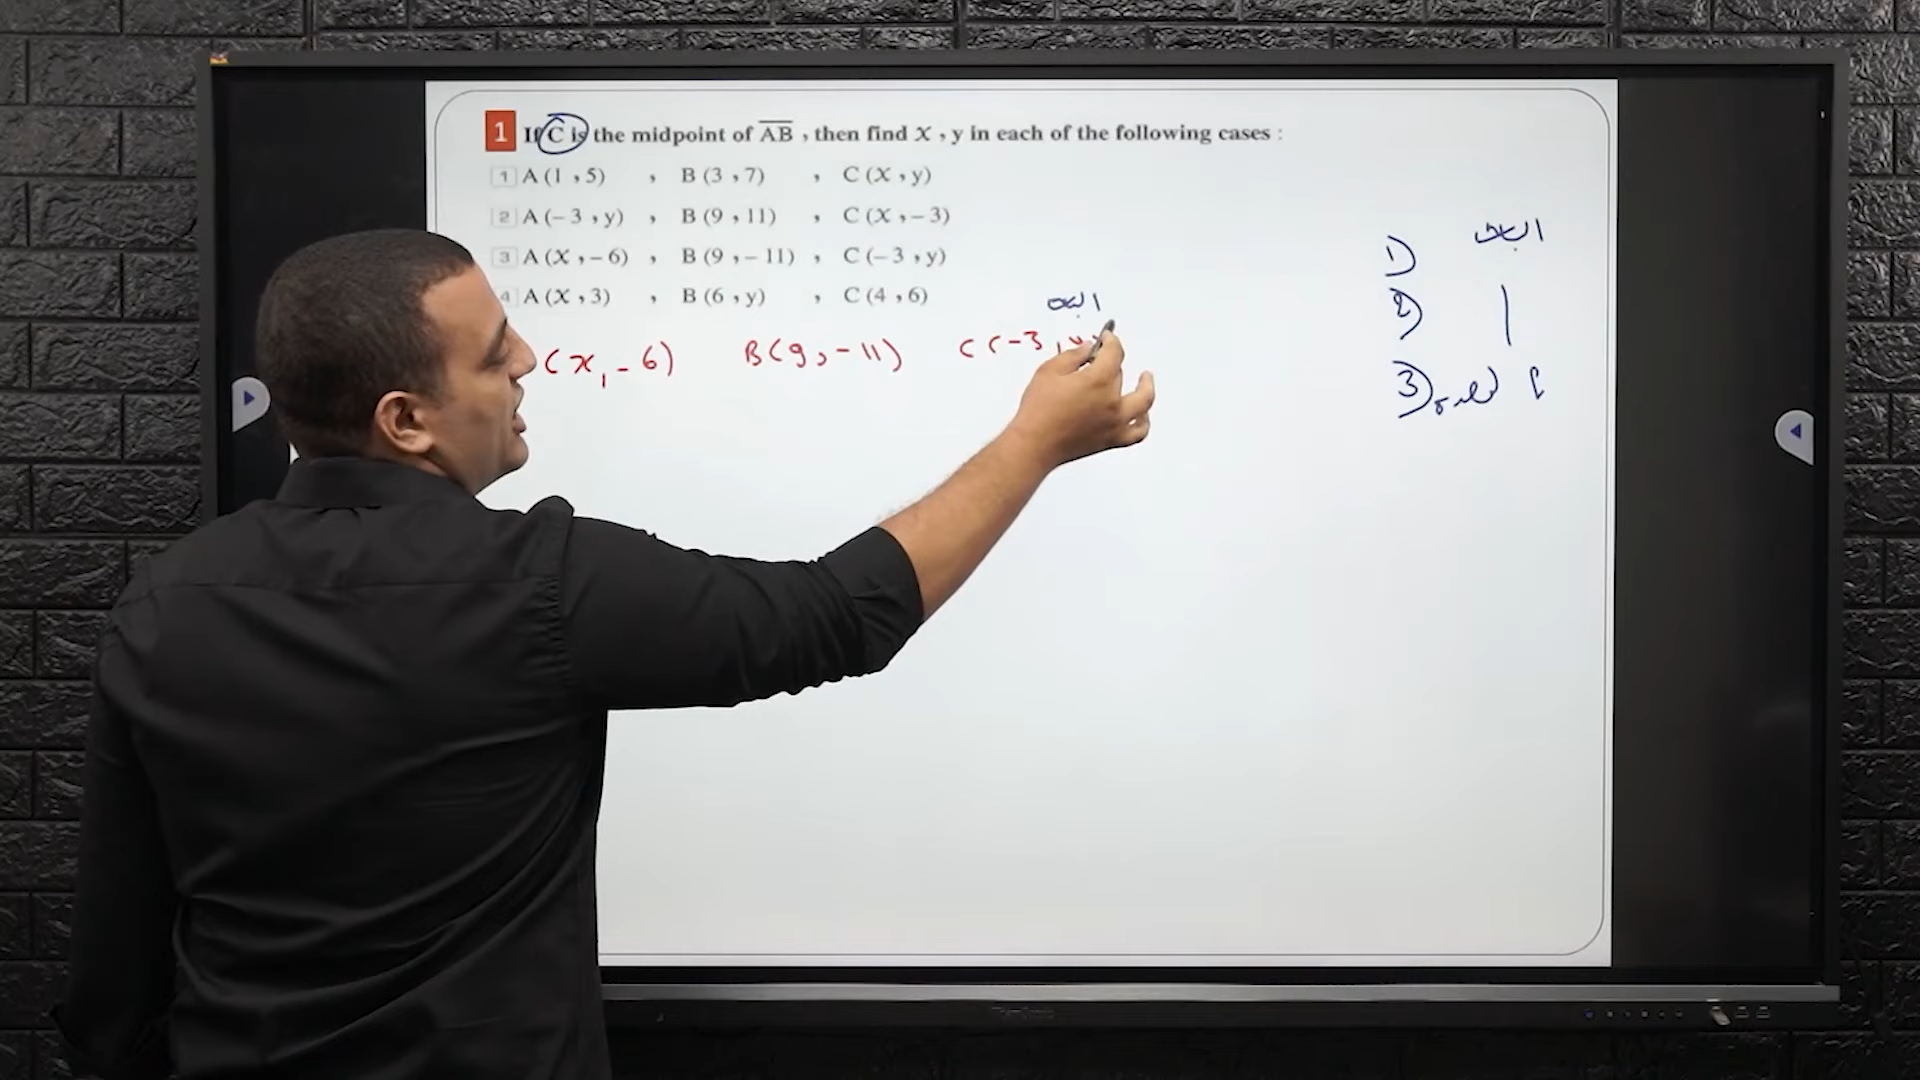 1 If C is the midpoint of AB , then find X , y in each of the following cases :
1 A (1 , 5) , B (3 , 7) , C (X , y)
2 A (– 3 , y) , B (9 , 11) , C (X , – 3)
3 A (X , – 6) , B (9 , – 11) , C (– 3 , y)
4 A (X , 3) , B (6 , y) , C (4 , 6)
(x, -6) B(9, -11) C(-3, y
1)
2)
3)